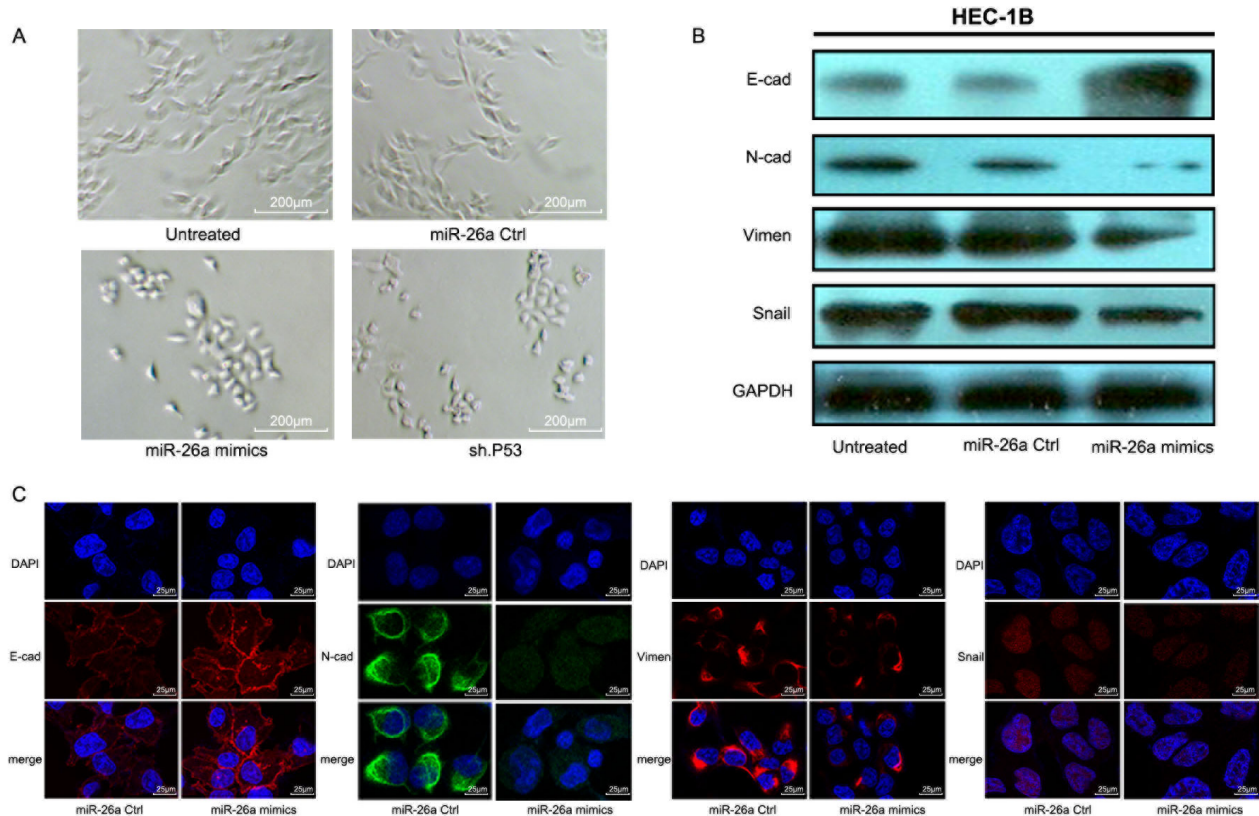 A
200μm
200μm
Untreated
miR-26a Ctrl
200μm
200μm
miR-26a mimics
sh.P53
B
HEC-1B
E-cad
N-cad
Vimen
Snail
GAPDH
Untreated
miR-26a Ctrl
miR-26a mimics
C
DAPI
25μm
25μm
DAPI
25μm
25μm
DAPI
25μm
25μm
DAPI
25μm
25μm
E-cad
25μm
25μm
N-cad
25μm
25μm
Vimen
25μm
25μm
Snail
25μm
25μm
merge
25μm
25μm
merge
25μm
25μm
merge
25μm
25μm
merge
25μm
25μm
miR-26a Ctrl
miR-26a mimics
miR-26a Ctrl
miR-26a mimics
miR-26a Ctrl
miR-26a mimics
miR-26a Ctrl
miR-26a mimics